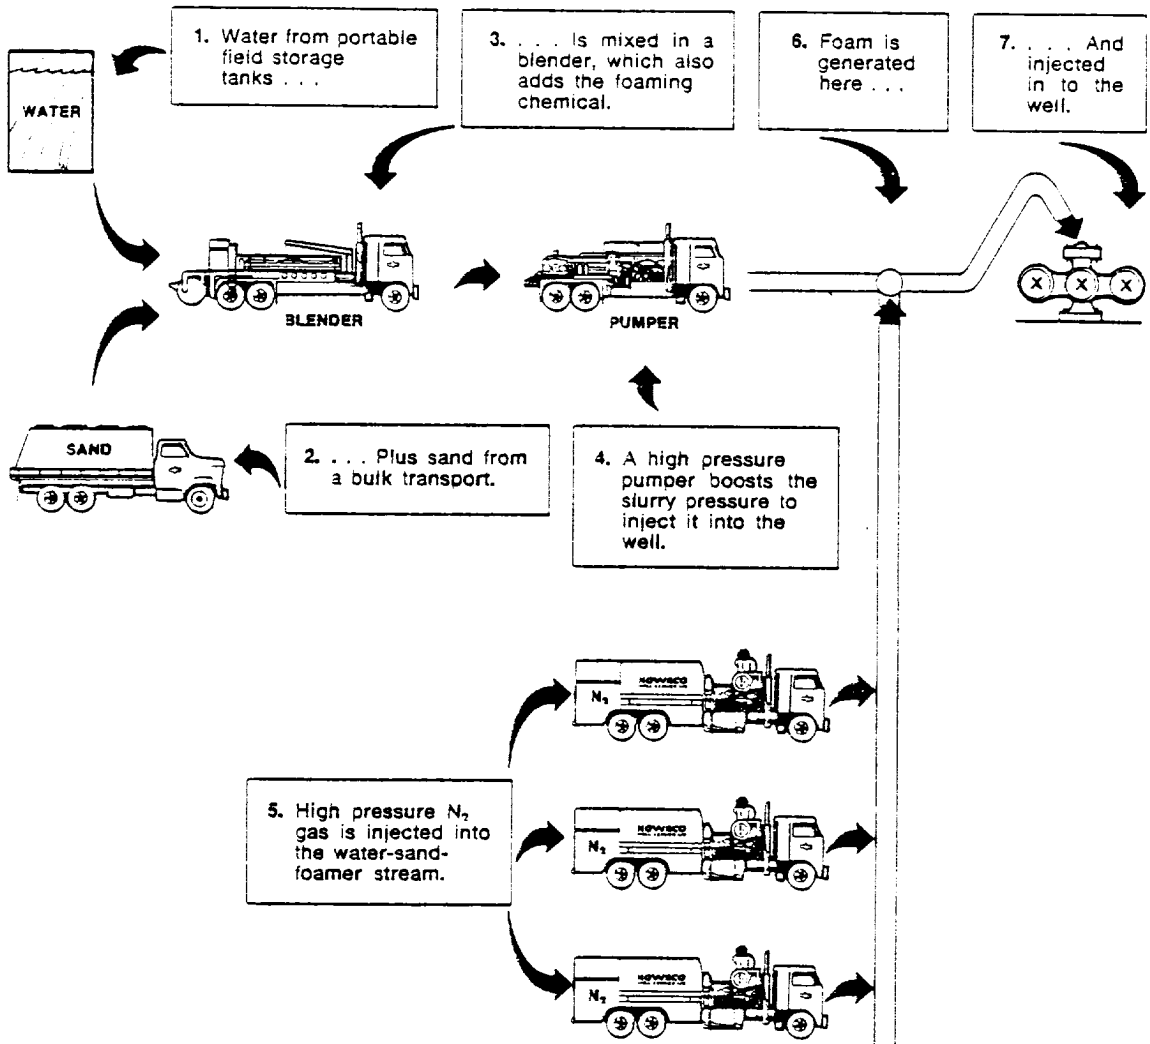 1. Water from portable
field storage
tanks . . .
3. . . . Is mixed in a
blender, which also
adds the foaming
chemical.
6. Foam is
generated
here . . .
7. . . . And
injected
in to the
well.
WATER
BLENDER
PUMPER
SAND
2. . . . Plus sand from
a bulk transport.
4. A high pressure
pumper boosts the
slurry pressure to
inject it into the
well.
X X X
N₂ NOWSCO
5. High pressure N₂
gas is injected into
the water-sand-
foamer stream.
N₂ NOWSCO
N₂ NOWSCO